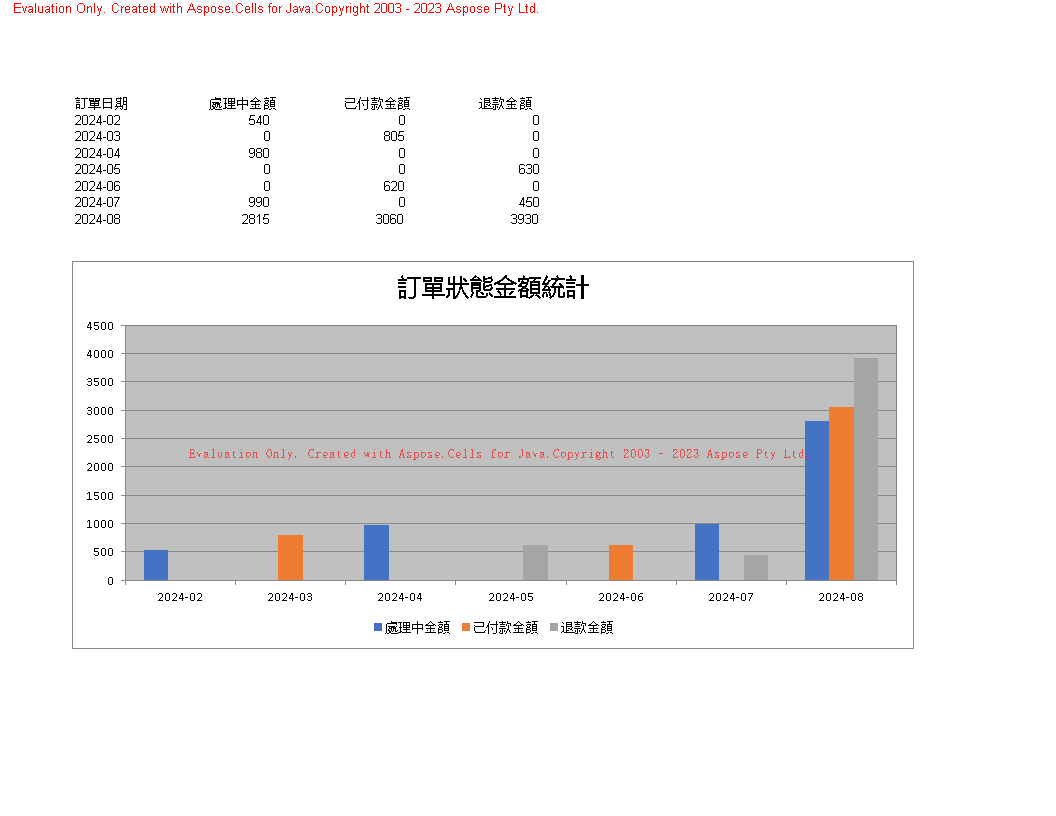 Evaluation Only. Created with Aspose.Cells for Java.Copyright 2003 - 2023 Aspose Pty Ltd.
訂單日期 處理中金額 已付款金額 退款金額
2024-02 540 0 0
2024-03 0 805 0
2024-04 980 0 0
2024-05 0 0 630
2024-06 0 620 0
2024-07 990 0 450
2024-08 2815 3060 3930
訂單狀態金額統計
4500
4000
3500
3000
2500
Evaluation Only. Created with Aspose.Cells for Java.Copyright 2003 - 2023 Aspose Pty Ltd.
2000
1500
1000
500
0
2024-02 2024-03 2024-04 2024-05 2024-06 2024-07 2024-08
處理中金額 已付款金額 退款金額